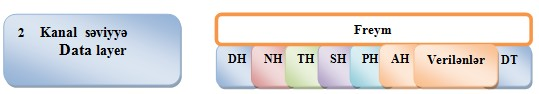 2 Kanal səviyyə
Data layer
Freym
DH NH TH SH PH AH Verilənlər DT